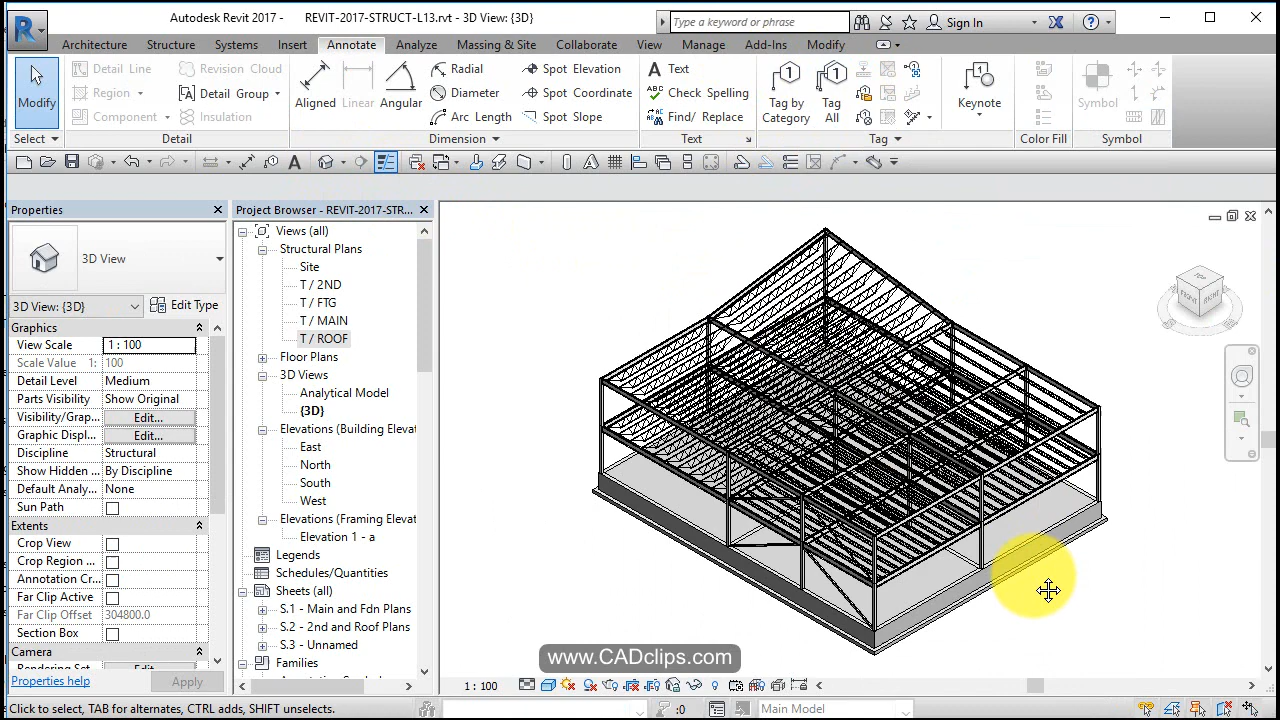 Autodesk Revit 2017 - REVIT-2017-STRUCT-L13.rvt - 3D View: {3D}
Type a keyword or phrase
Sign In
Architecture Structure Systems Insert Annotate Analyze Massing & Site Collaborate View Manage Add-Ins Modify
Detail Line Revision Cloud Radial Spot Elevation Text
Region Detail Group Diameter Spot Coordinate Check Spelling
Modify Aligned Linear Angular Tag by Category Tag All Keynote Symbol
Component Insulation Arc Length Spot Slope Find/ Replace
Select Detail Dimension Text Tag Color Fill Symbol
Properties
3D View
3D View: {3D} Edit Type
Graphics
View Scale 1 : 100
Scale Value 1: 100
Detail Level Medium
Parts Visibility Show Original
Visibility/Grap... Edit...
Graphic Displ... Edit...
Discipline Structural
Show Hidden ... By Discipline
Default Analy... None
Sun Path
Extents
Crop View
Crop Region ...
Annotation Cr...
Far Clip Active
Far Clip Offset 304800.0
Section Box
Camera
Rendering Set... Edit...
Properties help Apply
Project Browser - REVIT-2017-STR...
Views (all)
Structural Plans
Site
T / 2ND
T / FTG
T / MAIN
T / ROOF
Floor Plans
3D Views
Analytical Model
{3D}
Elevations (Building Elevat
East
North
South
West
Elevations (Framing Elevat
Elevation 1 - a
Legends
Schedules/Quantities
Sheets (all)
S.1 - Main and Fdn Plans
S.2 - 2nd and Roof Plans
S.3 - Unnamed
Families
TOP
FRONT
RIGHT
www.CADclips.com
1 : 100
Click to select, TAB for alternates, CTRL adds, SHIFT unselects.
:0
Main Model